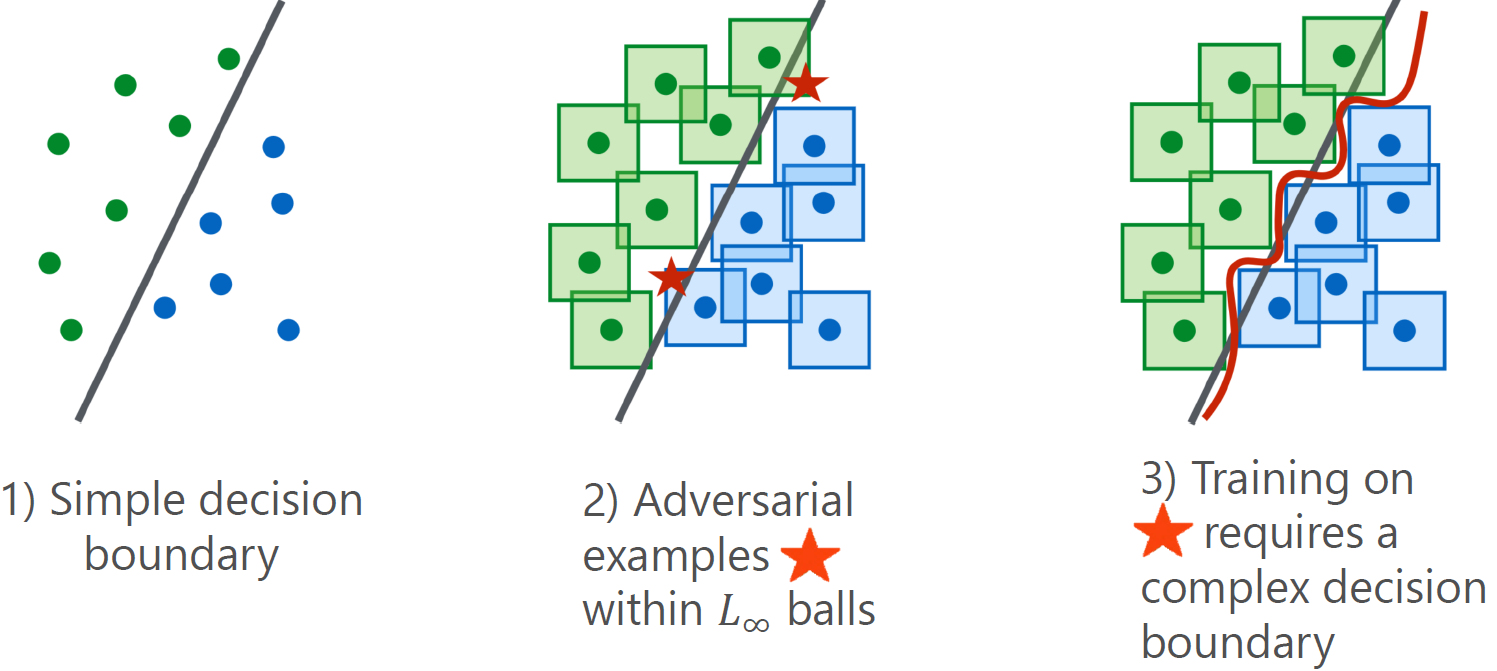 1) Simple decision
boundary
2) Adversarial
examples
within L∞ balls
3) Training on
requires a
complex decision
boundary